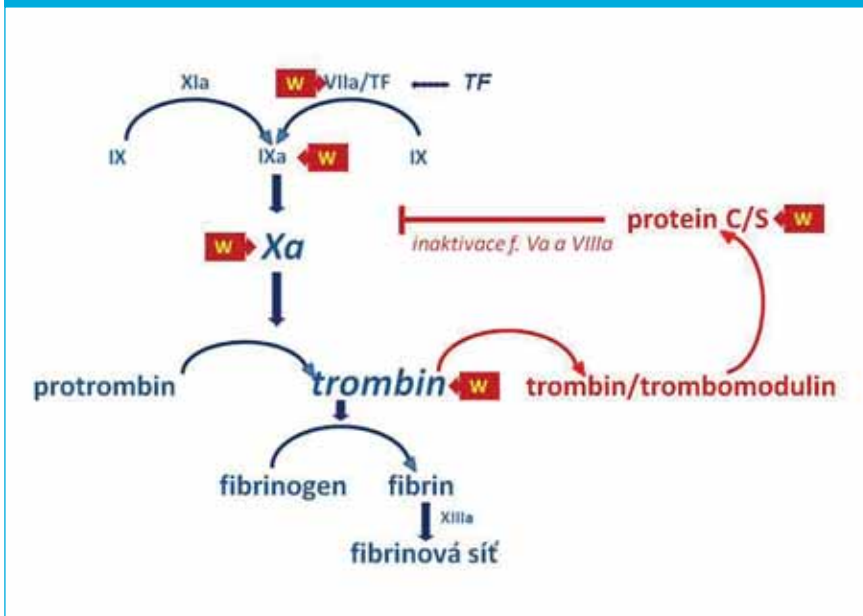 XIa W VIIa/TF TF
IX IXa W IX
protein C/S W
W Xa inaktivace f. Va a VIIIa
protrombin trombin W trombin/trombomodulin
fibrinogen fibrin
XIIIa
fibrinová síť